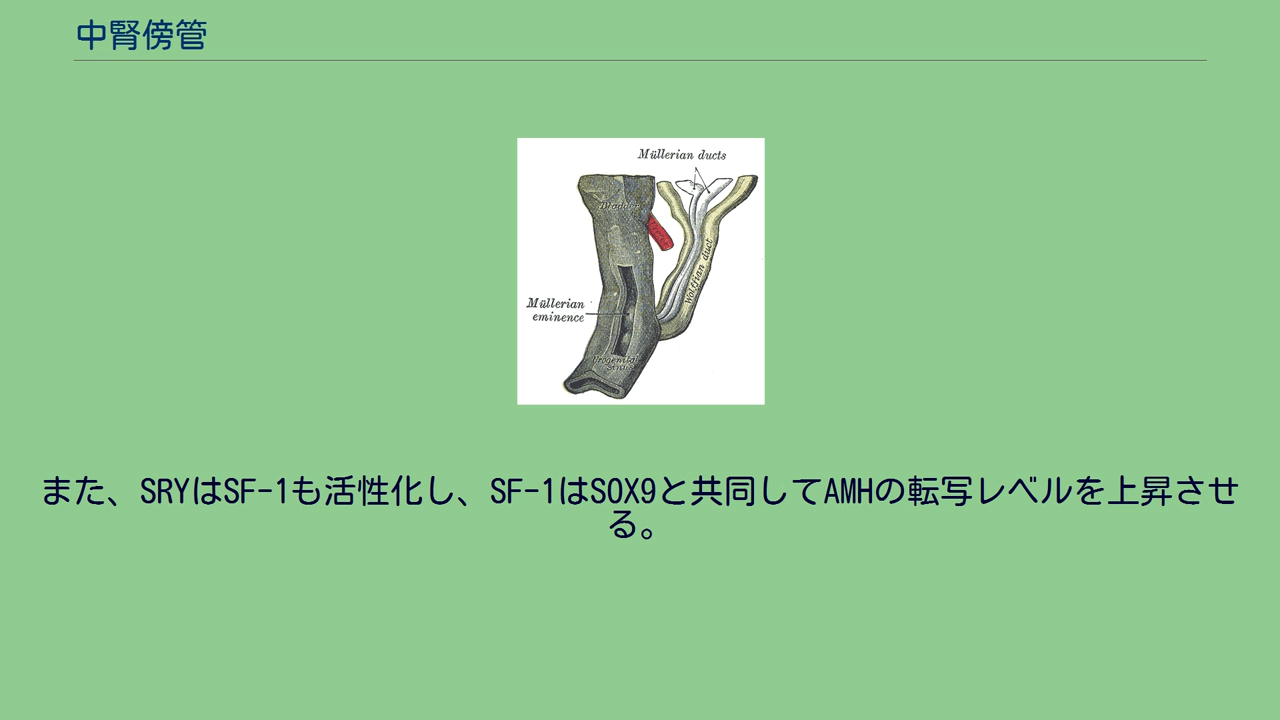 中腎傍管
Müllerian ducts
Bladder
Wolffian duct
Müllerian
eminence
Urogenital
sinus
また、SRYはSF-1も活性化し、SF-1はSOX9と共同してAMHの転写レベルを上昇させ
る。